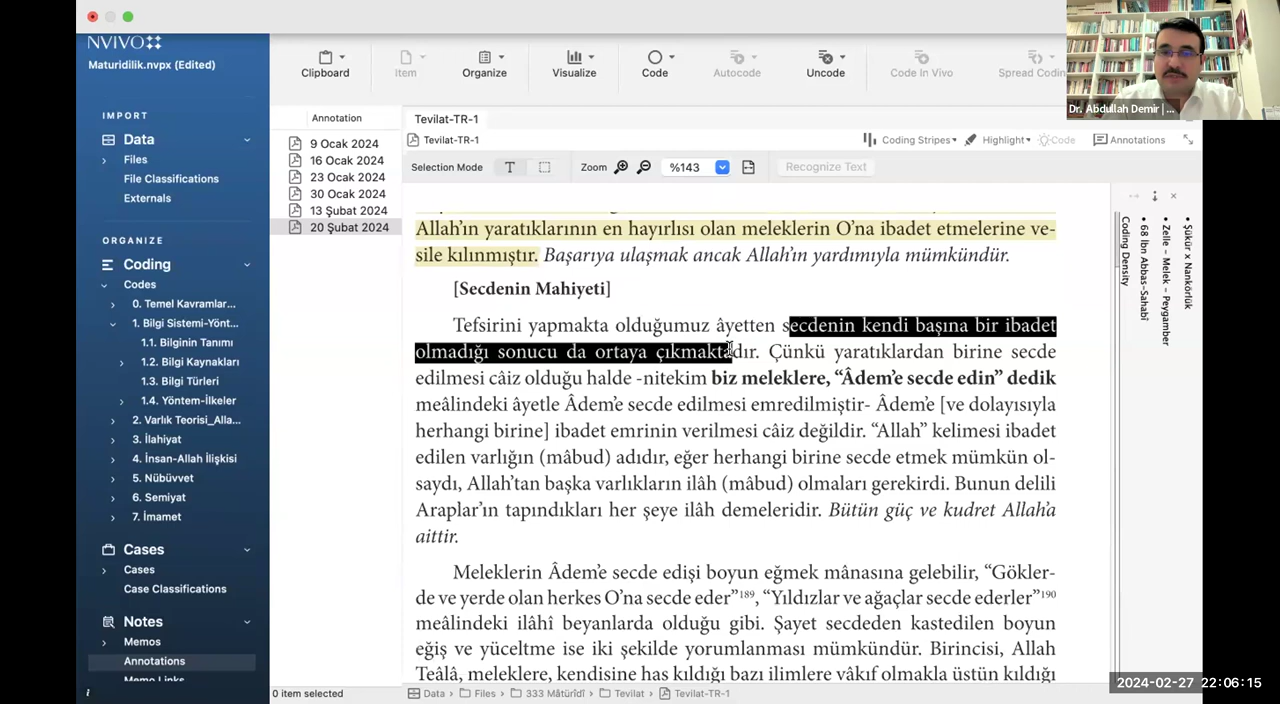 NVIVO
Maturidilik.nvpx (Edited)
IMPORT
Data
Files
File Classifications
Externals
ORGANIZE
Coding
Codes
0. Temel Kavramlar...
1. Bilgi Sistemi-Yönt...
1.1. Bilginin Tanımı
1.2. Bilgi Kaynakları
1.3. Bilgi Türleri
1.4. Yöntem-İlkeler
2. Varlık Teorisi_Alla...
3. İlahiyat
4. İnsan-Allah İlişkisi
5. Nübüvvet
6. Semiyat
7. İmamet
Cases
Cases
Case Classifications
Notes
Memos
Annotations
Memo Links
Clipboard
Item
Organize
Visualize
Code
Autocode
Uncode
Code In Vivo
Spread Codin
Dr. Abdullah Demir | ...
Annotation
9 Ocak 2024
16 Ocak 2024
23 Ocak 2024
30 Ocak 2024
13 Şubat 2024
20 Şubat 2024
Tevilat-TR-1
Tevilat-TR-1
Coding Stripes
Highlight
Code
Annotations
Selection Mode
T
Zoom
%143
Recognize Text
Allah'ın yaratıklarının en hayırlısı olan meleklerin O'na ibadet etmelerine ve-
sile kılınmıştır. Başarıya ulaşmak ancak Allah'ın yardımıyla mümkündür.
[Secdenin Mahiyeti]
Tefsirini yapmakta olduğumuz âyetten secdenin kendi başına bir ibadet
olmadığı sonucu da ortaya çıkmaktadır. Çünkü yaratıklardan birine secde
edilmesi câiz olduğu halde -nitekim biz meleklere, “Âdem'e secde edin” dedik
meâlindeki âyetle Âdem'e secde edilmesi emredilmiştir- Âdem'e [ve dolayısıyla
herhangi birine] ibadet emrinin verilmesi câiz değildir. “Allah” kelimesi ibadet
edilen varlığın (mâbud) adıdır, eğer herhangi birine secde etmek mümkün ol-
saydı, Allah'tan başka varlıkların ilâh (mâbud) olmaları gerekirdi. Bunun delili
Araplar'ın tapındıkları her şeye ilâh demeleridir. Bütün güç ve kudret Allah'a
aittir.
Meleklerin Âdem'e secde edişi boyun eğmek mânasına gelebilir, “Gökler-
de ve yerde olan herkes O'na secde eder”189, “Yıldızlar ve ağaçlar secde ederler”190
meâlindeki ilâhî beyanlarda olduğu gibi. Şayet secdeden kastedilen boyun
eğiş ve yüceltme ise iki şekilde yorumlanması mümkündür. Birincisi, Allah
Teâlâ, meleklere, kendisine has kıldığı bazı ilimlere vâkıf olmakla üstün kıldığı
Şükür x Nankörlük
Zelle - Melek - Peygamber
68 İbn Abbas-Sahabî
Coding Density
0 item selected
Data
Files
333 Mâtürîdî
Tevilat
Tevilat-TR-1
2024-02-27 22:06:15